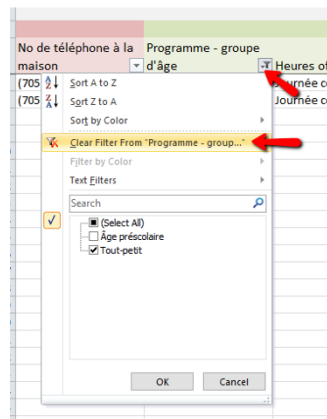 No de téléphone à la
maison
Programme - groupe
d'âge
Heures
(705
Journée
(705
Journée
Sort A to Z
Sort Z to A
Sort by Color
Clear Filter From "Programme - group..."
Filter by Color
Text Filters
Search
(Select All)
Âge préscolaire
Tout-petit
OK
Cancel